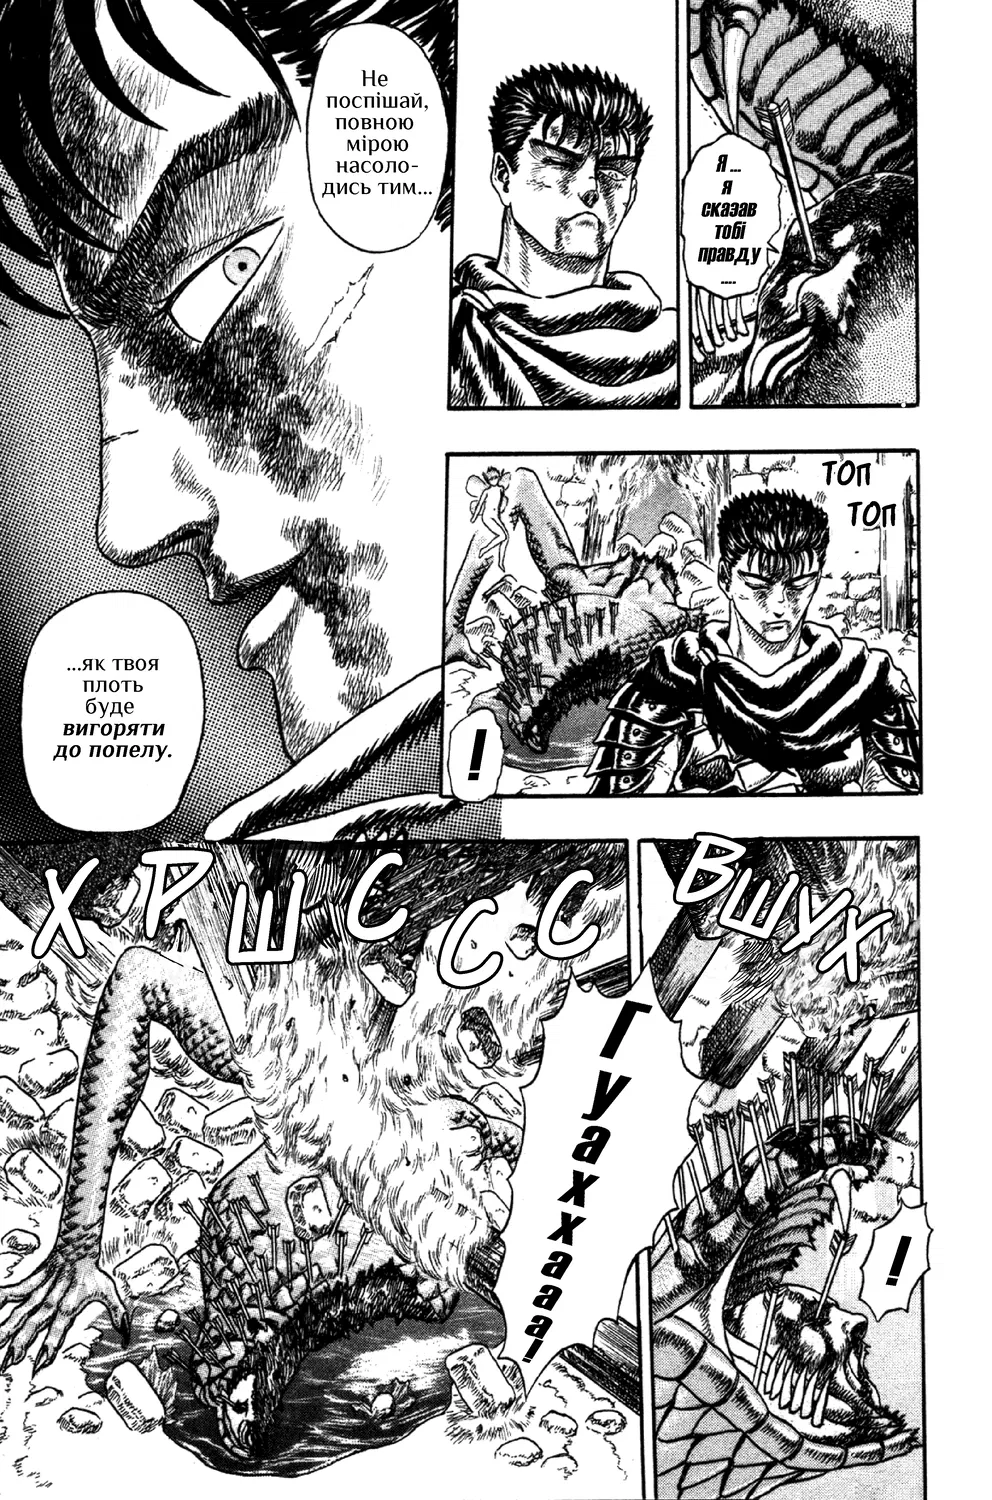 Я ...
я
сказав
тобі
правду
....
Не
поспішай,
повною
мірою
насоло-
дись тим...
...як твоя
плоть
буде
вигоряти
до попелу.
ТОП
ТОП
!
ВШУХ
!
Гуаххааа!
ХРШСССС